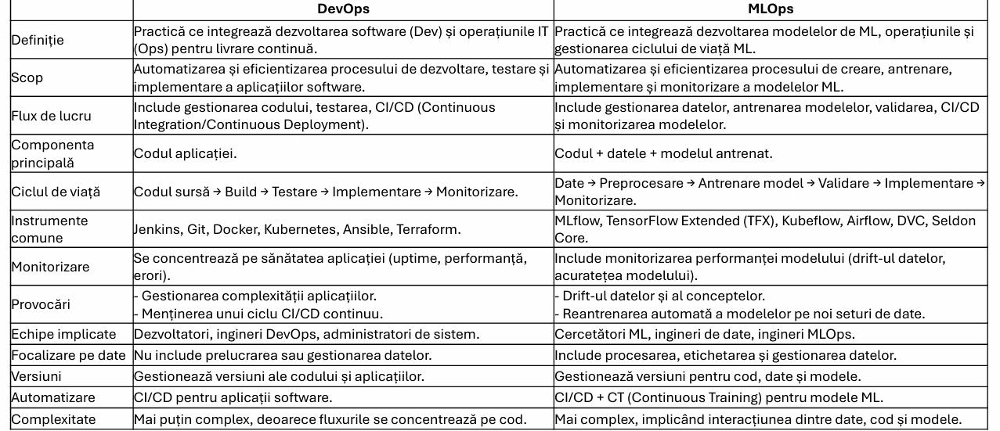 DevOps
MLOps
Definiție
Practică ce integrează dezvoltarea software (Dev) și operațiunile IT
(Ops) pentru livrare continuă.
Practică ce integrează dezvoltarea modelelor de ML, operațiunile și
gestionarea ciclului de viață ML.
Scop
Automatizarea și eficientizarea procesului de dezvoltare, testare și
implementare a aplicațiilor software.
Automatizarea și eficientizarea procesului de creare, antrenare,
implementare și monitorizare a modelelor ML.
Flux de lucru
Include gestionarea codului, testarea, CI/CD (Continuous
Integration/Continuous Deployment).
Include gestionarea datelor, antrenarea modelelor, validarea, CI/CD
și monitorizarea modelelor.
Componenta
principală
Codul aplicației.
Codul + datele + modelul antrenat.
Ciclul de viață
Codul sursă → Build → Testare → Implementare → Monitorizare.
Date → Preprocesare → Antrenare model → Validare → Implementare →
Monitorizare.
Instrumente
comune
Jenkins, Git, Docker, Kubernetes, Ansible, Terraform.
MLflow, TensorFlow Extended (TFX), Kubeflow, Airflow, DVC, Seldon
Core.
Monitorizare
Se concentrează pe sănătatea aplicației (uptime, performanță,
erori).
Include monitorizarea performanței modelului (drift-ul datelor,
acuratețea modelului).
Provocări
- Gestionarea complexității aplicațiilor.
- Menținerea unui ciclu CI/CD continuu.
- Drift-ul datelor și al conceptelor.
- Reantrenarea automată a modelelor pe noi seturi de date.
Echipe implicate
Dezvoltatori, ingineri DevOps, administratori de sistem.
Cercetători ML, ingineri de date, ingineri MLOps.
Focalizare pe date
Nu include prelucrarea sau gestionarea datelor.
Include procesarea, etichetarea și gestionarea datelor.
Versiuni
Gestionează versiuni ale codului și aplicațiilor.
Gestionează versiuni pentru cod, date și modele.
Automatizare
CI/CD pentru aplicații software.
CI/CD + CT (Continuous Training) pentru modele ML.
Complexitate
Mai puțin complex, deoarece fluxurile se concentrează pe cod.
Mai complex, implicând interacțiunea dintre date, cod și modele.